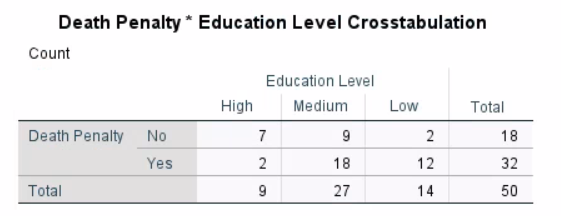 Death Penalty * Education Level Crosstabulation
Count
Education Level
High Medium Low Total
Death Penalty No 7 9 2 18
Yes 2 18 12 32
Total 9 27 14 50